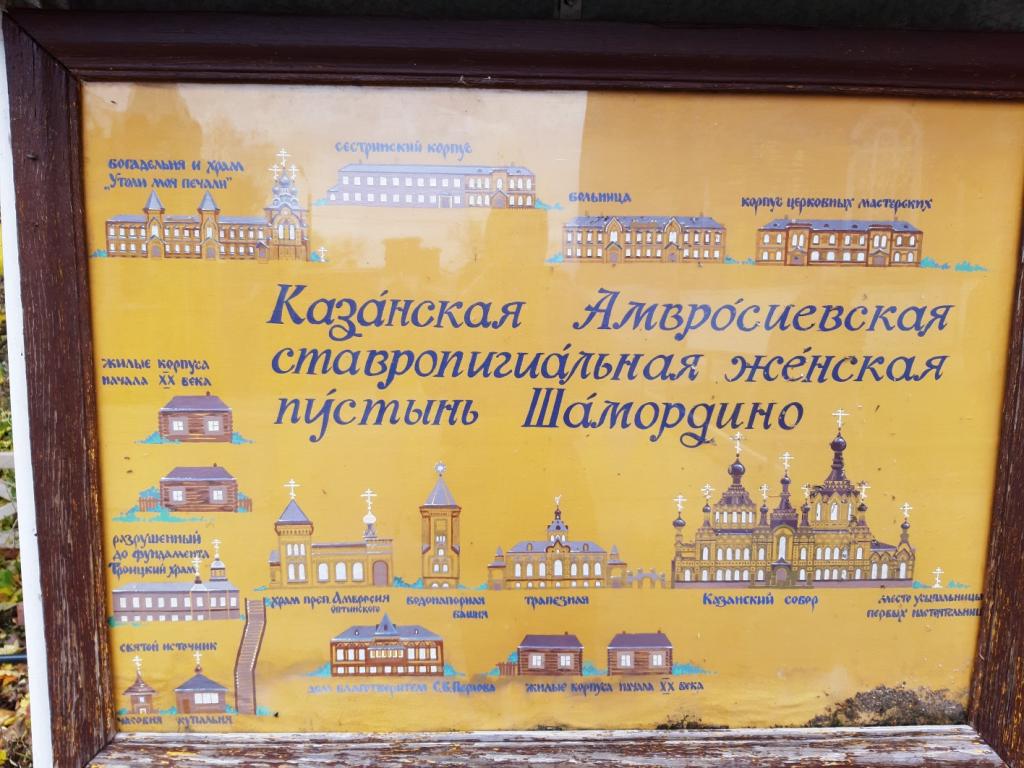 сестринский корпус
богадельня и храм
„Утоли моя печали"
больница
корпус церковных мастерских
Каза́нская Амвро́сиевская
ставропигиа́льная же́нская
пу́стынь Ша́мордино
жилые корпуса
начала XX века
разрушенный
до фундамента
Троицкий храм
храм преп. Амвросия
оптинского
водонапорная
башня
трапезная
Казанский собор
место усыпальницы
первых настоятельниц
святой источник
часовня
купальня
дом благотворителя С.В. Перлова
жилые корпуса начала XX века